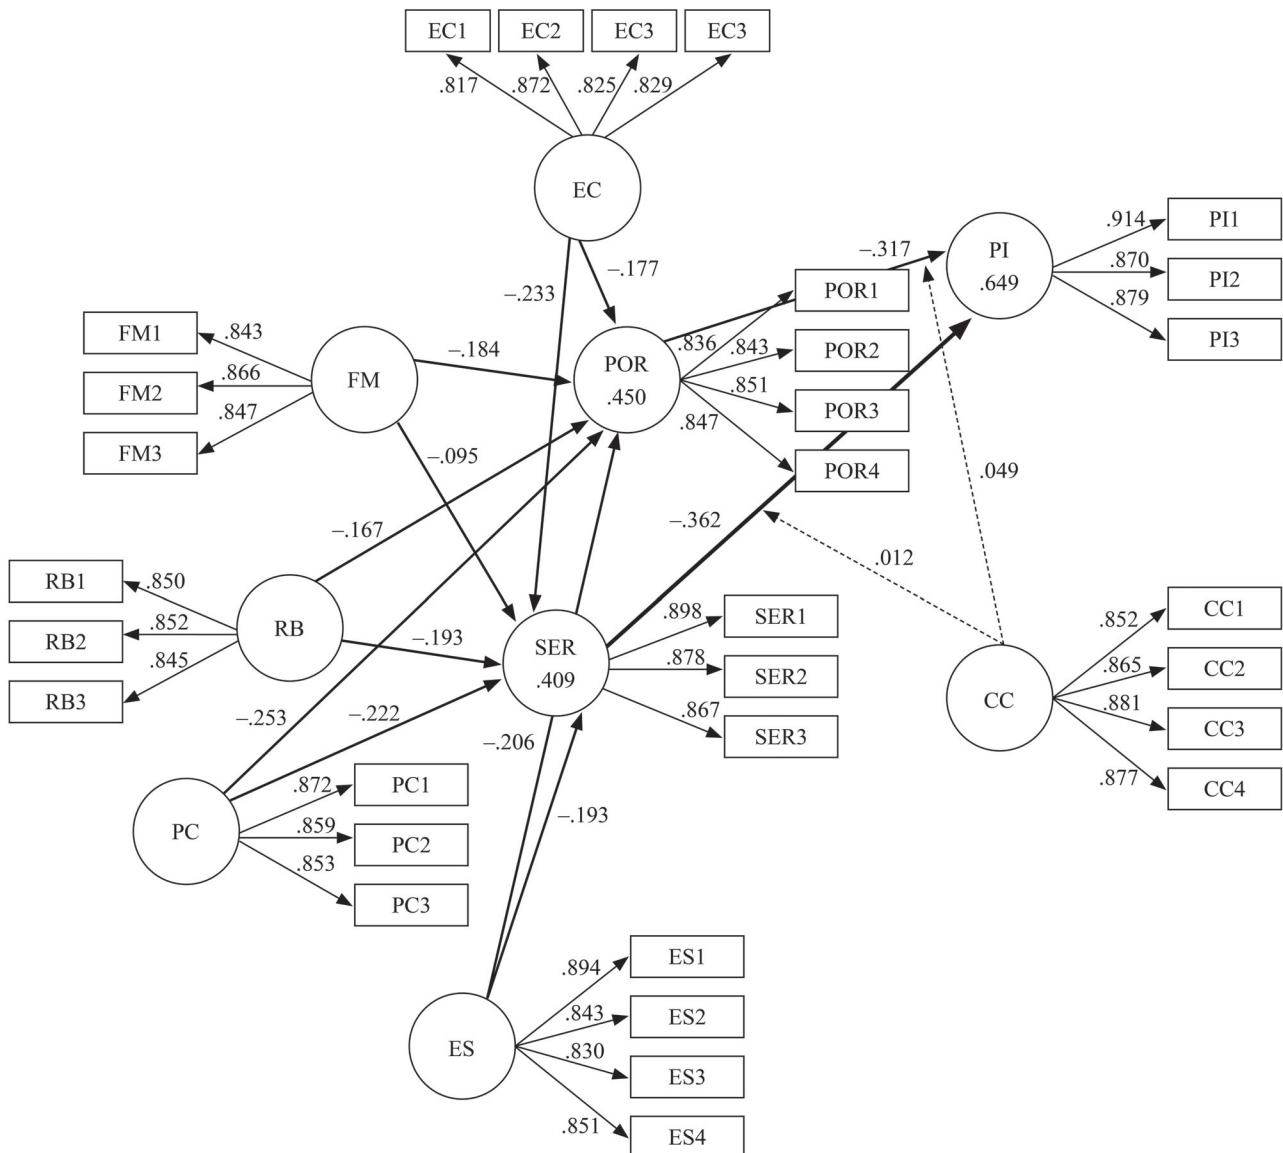 EC1 EC2 EC3 EC3
.817 .872 .825 .829
EC
PI1
.914
–.317
PI
.649
.870
PI2
.879
PI3
–.177
–.233
POR1
FM1
.843
FM
–.184
POR
.450
.836
.843
POR2
.866
FM2
.851
POR3
.847
FM3
.847
POR4
–.095
.049
–.167
–.362
.012
RB1
.850
RB
.852
RB2
.845
RB3
–.193
SER
.409
.898
SER1
.878
SER2
.867
SER3
CC1
.852
.865
CC2
CC
.881
CC3
.877
CC4
–.253
–.222
–.206
–.193
PC
.872
PC1
.859
PC2
.853
PC3
ES
.894
ES1
.843
ES2
.830
ES3
.851
ES4